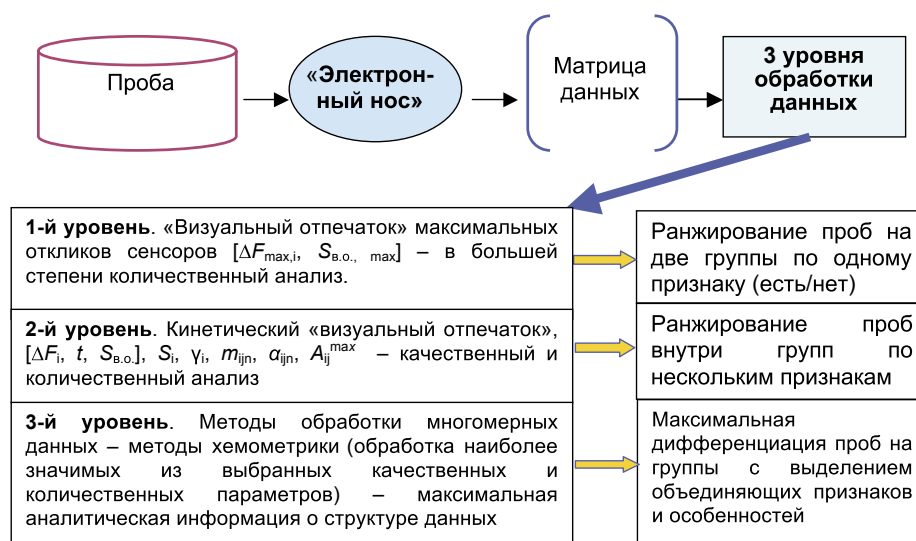 Проба
«Электрон-
ный нос»
Матрица
данных
3 уровня
обработки
данных
1-й уровень. «Визуальный отпечаток» максимальных
откликов сенсоров [ΔFmax,i, Sв.о., max] – в большей
степени количественный анализ.
Ранжирование проб на
две группы по одному
признаку (есть/нет)
2-й уровень. Кинетический «визуальный отпечаток»,
[ΔFi, t, Sв.о.], Si, γi, mijn, αijn, Aijmax – качественный и
количественный анализ
Ранжирование проб
внутри групп по
нескольким признакам
3-й уровень. Методы обработки многомерных
данных – методы хемометрики (обработка наиболее
значимых из выбранных качественных и
количественных параметров) – максимальная
аналитическая информация о структуре данных
Максимальная
дифференциация проб на
группы с выделением
объединяющих признаков
и особенностей